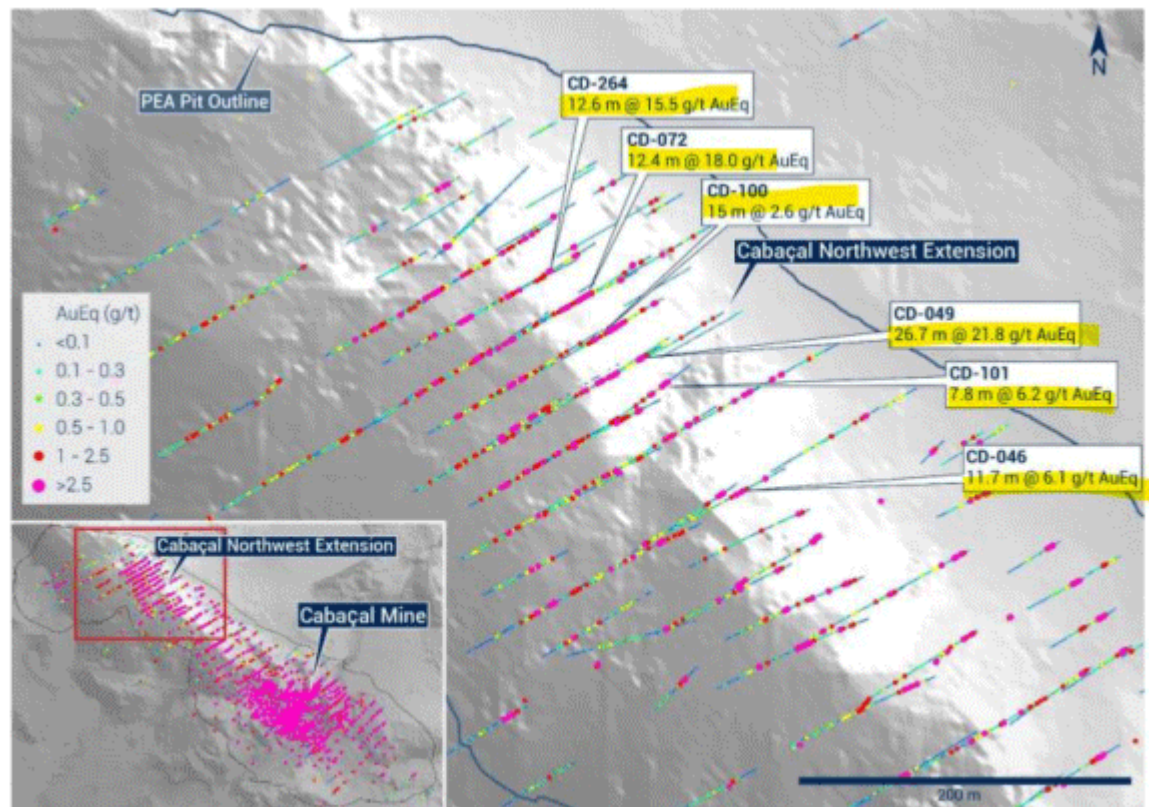 N
PEA Pit Outline
CD-264
12.6 m @ 15.5 g/t AuEq
CD-072
12.4 m @ 18.0 g/t AuEq
CD-100
15 m @ 2.6 g/t AuEq
Cabaçal Northwest Extension
CD-049
26.7 m @ 21.8 g/t AuEq
CD-101
7.8 m @ 6.2 g/t AuEq
CD-046
11.7 m @ 6.1 g/t AuEq
AuEq (g/t)
<0.1
0.1 - 0.3
0.3 - 0.5
0.5 - 1.0
1 - 2.5
>2.5
Cabaçal Northwest Extension
Cabaçal Mine
200 m